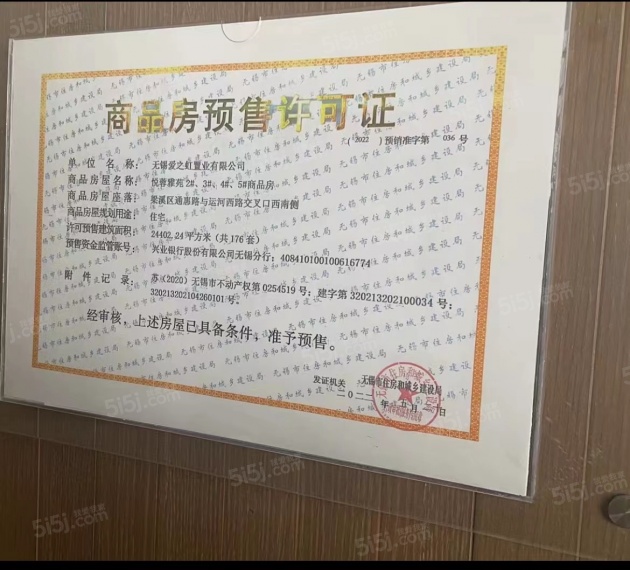 商品房预售许可证
(2022)预销准字第 036 号
单位名称: 无锡爱之虹置业有限公司
商品房屋名称: 悦蓉雅苑2#、3#、4#、5#商品房
商品房屋座落: 梁溪区通惠路与运河西路交叉口西南侧
商品房屋规划用途: 住宅
许可预售建筑面积: 24402.24平方米(共176套)
预售资金监管账号: 兴业银行股份有限公司无锡分行: 408410100100616774
附件记录: 苏(2020)无锡市不动产权第0254519号; 建字第320213202100034号;
320213202104260101号;
经审核,上述房屋已具备条件,准予预售。
发证机关 无锡市住房和城乡建设局
二〇二二年 月 日
5i5j.com